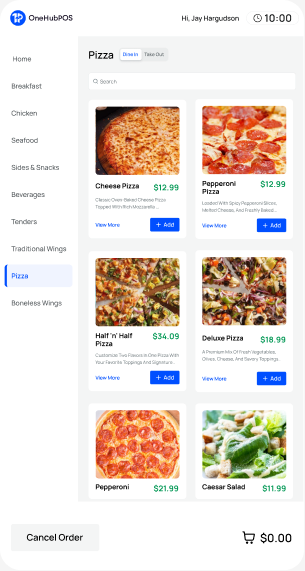 OneHubPOS
Hi, Jay Hargudson
10:00
Home
Breakfast
Chicken
Seafood
Sides & Snacks
Beverages
Tenders
Traditional Wings
Pizza
Boneless Wings
Pizza
Dine In
Take Out
Search
Cheese Pizza
$12.99
Classic Oven Baked Cheese Pizza
Topped With Rich Mozzarella...
View More
+ Add
Pepperoni
Pizza
$12.99
Loaded With Spicy Pepperoni Slices,
Melted Cheese, And Freshly Baked...
View More
+ Add
Half 'n' Half
Pizza
$34.09
Customize Two Flavors In One Pizza With
Your Favorite Toppings And Signature...
View More
+ Add
Deluxe Pizza
$18.99
A Premium Mix Of Fresh Vegetables,
Olives, Cheese, And Savory Toppings.
View More
+ Add
Pepperoni
$21.99
Caesar Salad
$11.99
Cancel Order
$0.00